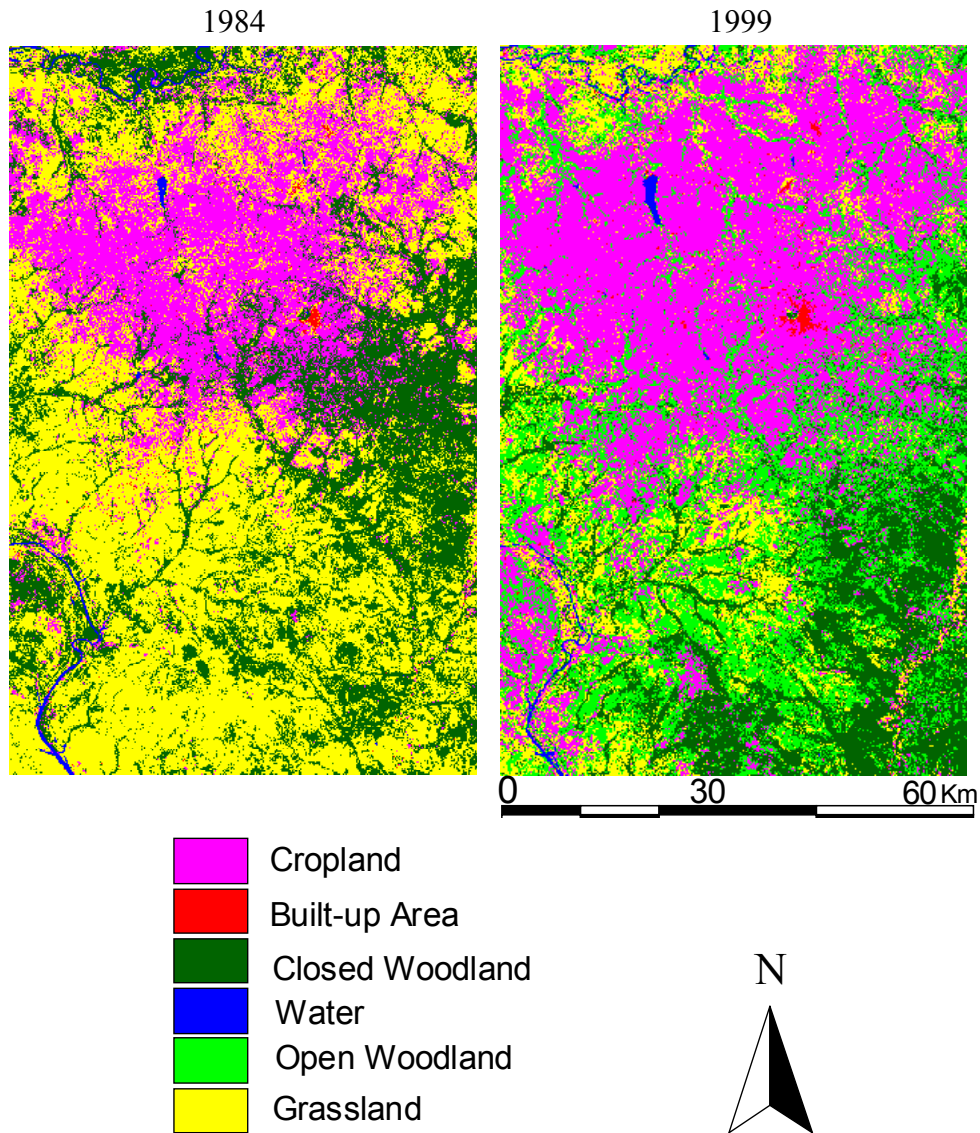 1984 1999
0 30 60 Km
Cropland
Built-up Area
Closed Woodland
Water
Open Woodland
Grassland
N